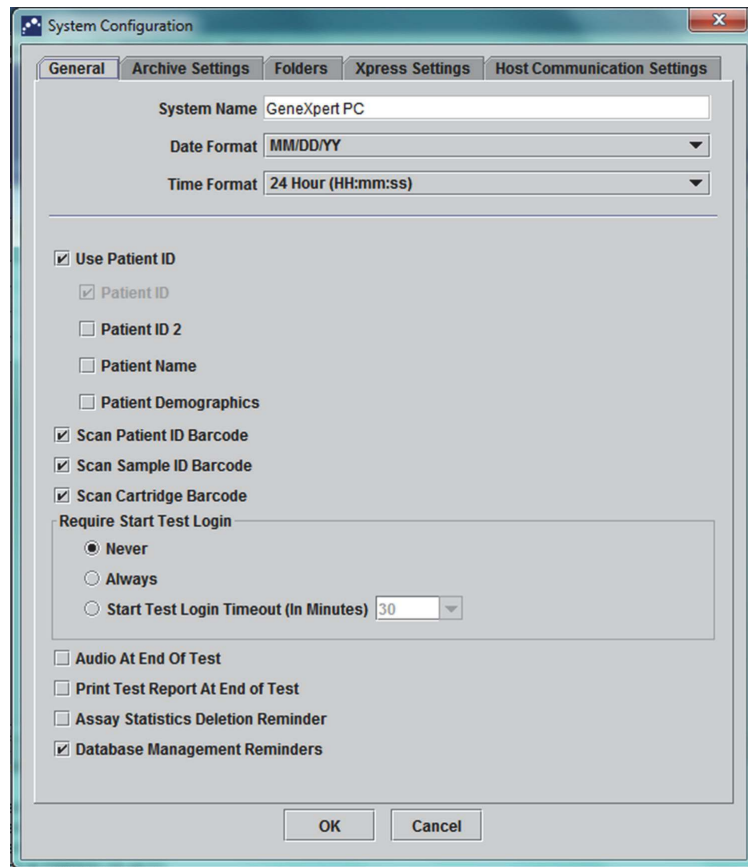 System Configuration
General Archive Settings Folders Xpress Settings Host Communication Settings
System Name GeneXpert PC
Date Format MM/DD/YY
Time Format 24 Hour (HH:mm:ss)
Use Patient ID
Patient ID
Patient ID 2
Patient Name
Patient Demographics
Scan Patient ID Barcode
Scan Sample ID Barcode
Scan Cartridge Barcode
Require Start Test Login
Never
Always
Start Test Login Timeout (In Minutes) 30
Audio At End Of Test
Print Test Report At End of Test
Assay Statistics Deletion Reminder
Database Management Reminders
OK Cancel